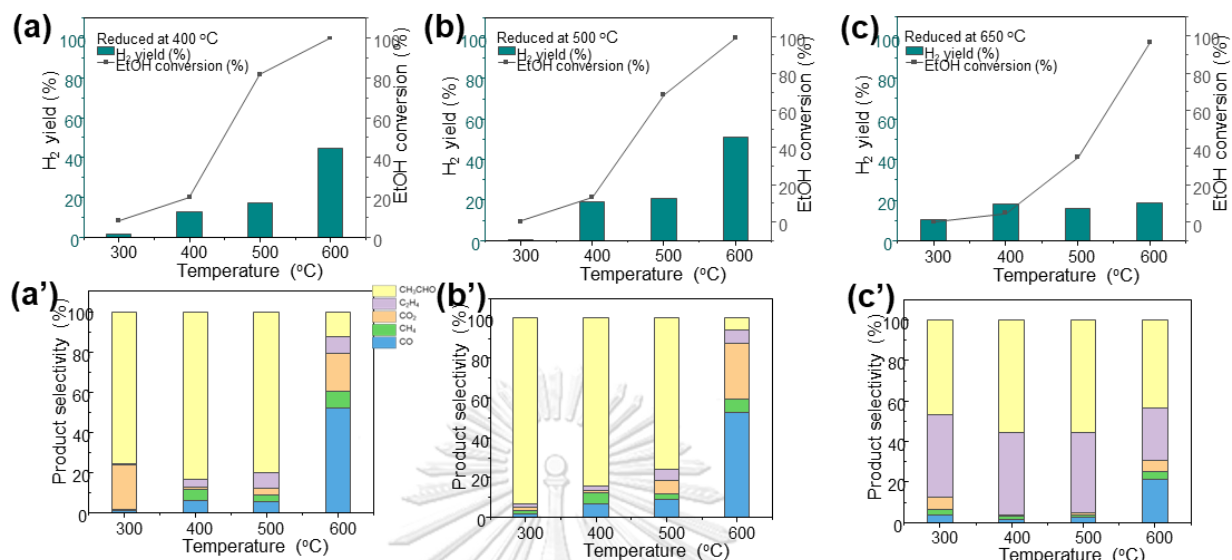 (a)
Reduced at 400 °C
H₂ yield (%)
EtOH conversion (%)
H₂ yield (%)
100
80
60
40
20
0
100
80
60
40
20
0
EtOH conversion (%)
300 400 500 600
Temperature (°C)
(b)
Reduced at 500 °C
H₂ yield (%)
EtOH conversion (%)
H₂ yield (%)
100
80
60
40
20
0
100
80
60
40
20
0
EtOH conversion (%)
300 400 500 600
Temperature (°C)
(c)
Reduced at 650 °C
H₂ yield (%)
EtOH conversion (%)
H₂ yield (%)
100
80
60
40
20
0
100
80
60
40
20
0
EtOH conversion (%)
300 400 500 600
Temperature (°C)
(a')
Product selectivity (%)
100
80
60
40
20
0
300 400 500 600
Temperature (°C)
CH₃CHO
C₂H₄
CO₂
CH₄
CO
(b')
Product selectivity (%)
100
80
60
40
20
0
300 400 500 600
Temperature (°C)
(c')
Product selectivity (%)
100
80
60
40
20
0
300 400 500 600
Temperature (°C)